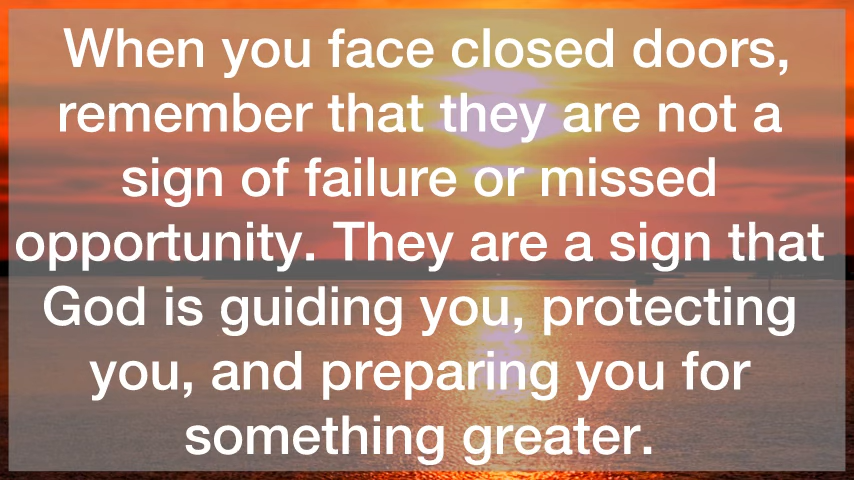 When you face closed doors,
remember that they are not a
sign of failure or missed
opportunity. They are a sign that
God is guiding you, protecting
you, and preparing you for
something greater.